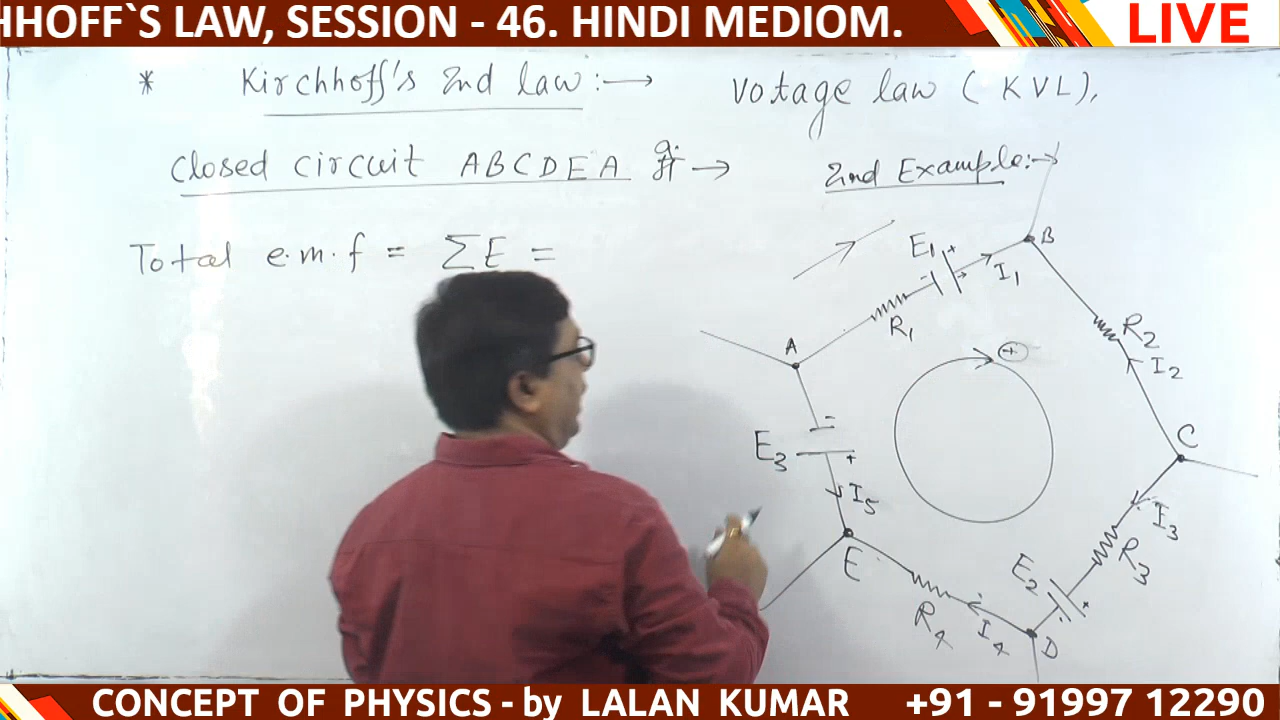 HHOFF`S LAW, SESSION - 46. HINDI MEDIOM.
LIVE
* Kirchhoff's 2nd law:→ Votage law (KVL),
Closed circuit ABCDEA में →
2nd Example:→
Total e.m.f = ΣE =
E1 + -
B
I1
R1
A
R2
I2
+
C
E3 - +
I5
I3
R3
E2 + -
E
R4
I4
D
CONCEPT OF PHYSICS - by LALAN KUMAR +91 - 91997 12290